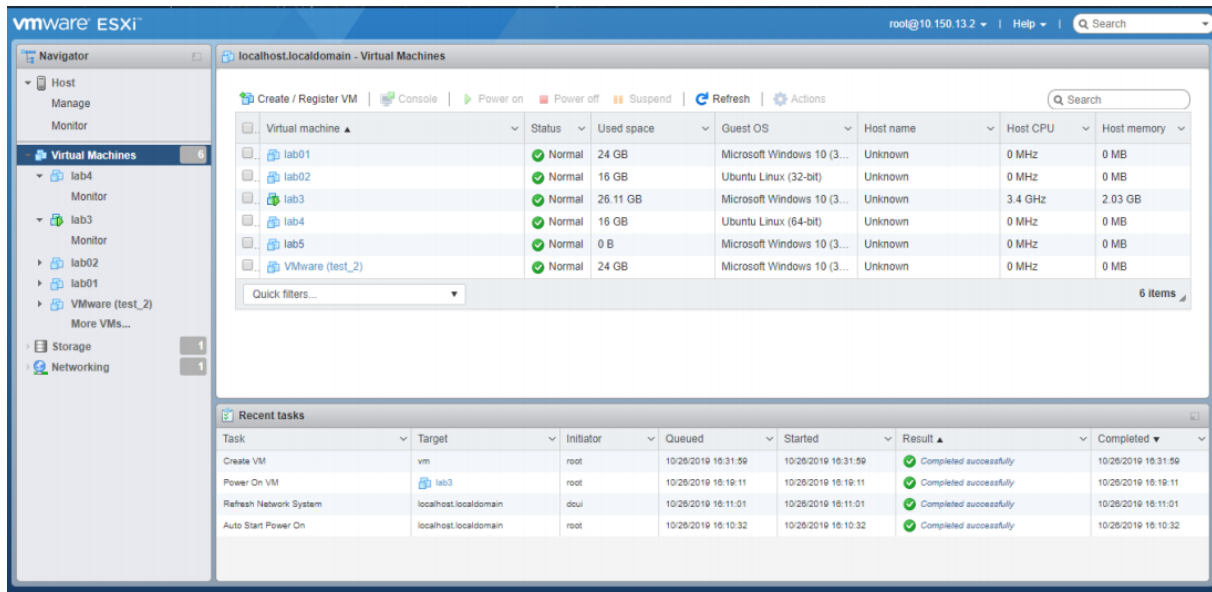 vmware ESXi™
root@10.150.13.2 | Help | Search
Navigator
Host
Manage
Monitor
Virtual Machines 6
lab4
Monitor
lab3
Monitor
lab02
lab01
VMware (test_2)
More VMs...
Storage 1
Networking 1
localhost.localdomain - Virtual Machines
Create / Register VM | Console | Power on Power off Suspend | Refresh | Actions Search
Virtual machine Status Used space Guest OS Host name Host CPU Host memory
lab01 Normal 24 GB Microsoft Windows 10 (3... Unknown 0 MHz 0 MB
lab02 Normal 16 GB Ubuntu Linux (32-bit) Unknown 0 MHz 0 MB
lab3 Normal 26.11 GB Microsoft Windows 10 (3... Unknown 3.4 GHz 2.03 GB
lab4 Normal 16 GB Ubuntu Linux (64-bit) Unknown 0 MHz 0 MB
lab5 Normal 0 B Microsoft Windows 10 (3... Unknown 0 MHz 0 MB
VMware (test_2) Normal 24 GB Microsoft Windows 10 (3... Unknown 0 MHz 0 MB
Quick filters... 6 items
Recent tasks
Task Target Initiator Queued Started Result Completed
Create VM vm root 10/26/2019 16:31:59 10/26/2019 16:31:59 Completed successfully 10/26/2019 16:31:59
Power On VM lab3 root 10/26/2019 16:19:11 10/26/2019 16:19:11 Completed successfully 10/26/2019 16:19:11
Refresh Network System localhost.localdomain dcui 10/26/2019 16:11:01 10/26/2019 16:11:01 Completed successfully 10/26/2019 16:11:01
Auto Start Power On localhost.localdomain root 10/26/2019 16:10:32 10/26/2019 16:10:32 Completed successfully 10/26/2019 16:10:32